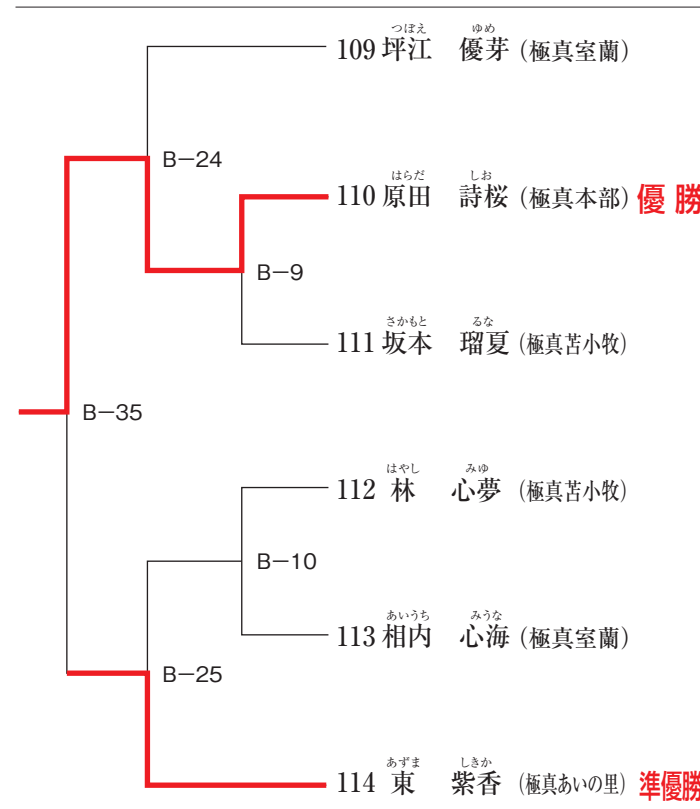 つぼえ ゆめ
109 坪江 優芽 (極真室蘭)
B−24
はらだ しお
110 原田 詩桜 (極真本部) 優勝
B−9
さかもと るな
111 坂本 瑠夏 (極真苫小牧)
B−35
はやし みゆ
112 林 心夢 (極真苫小牧)
B−10
あいうち みうな
113 相内 心海 (極真室蘭)
B−25
あずま しきか
114 東 紫香 (極真あいの里) 準優勝